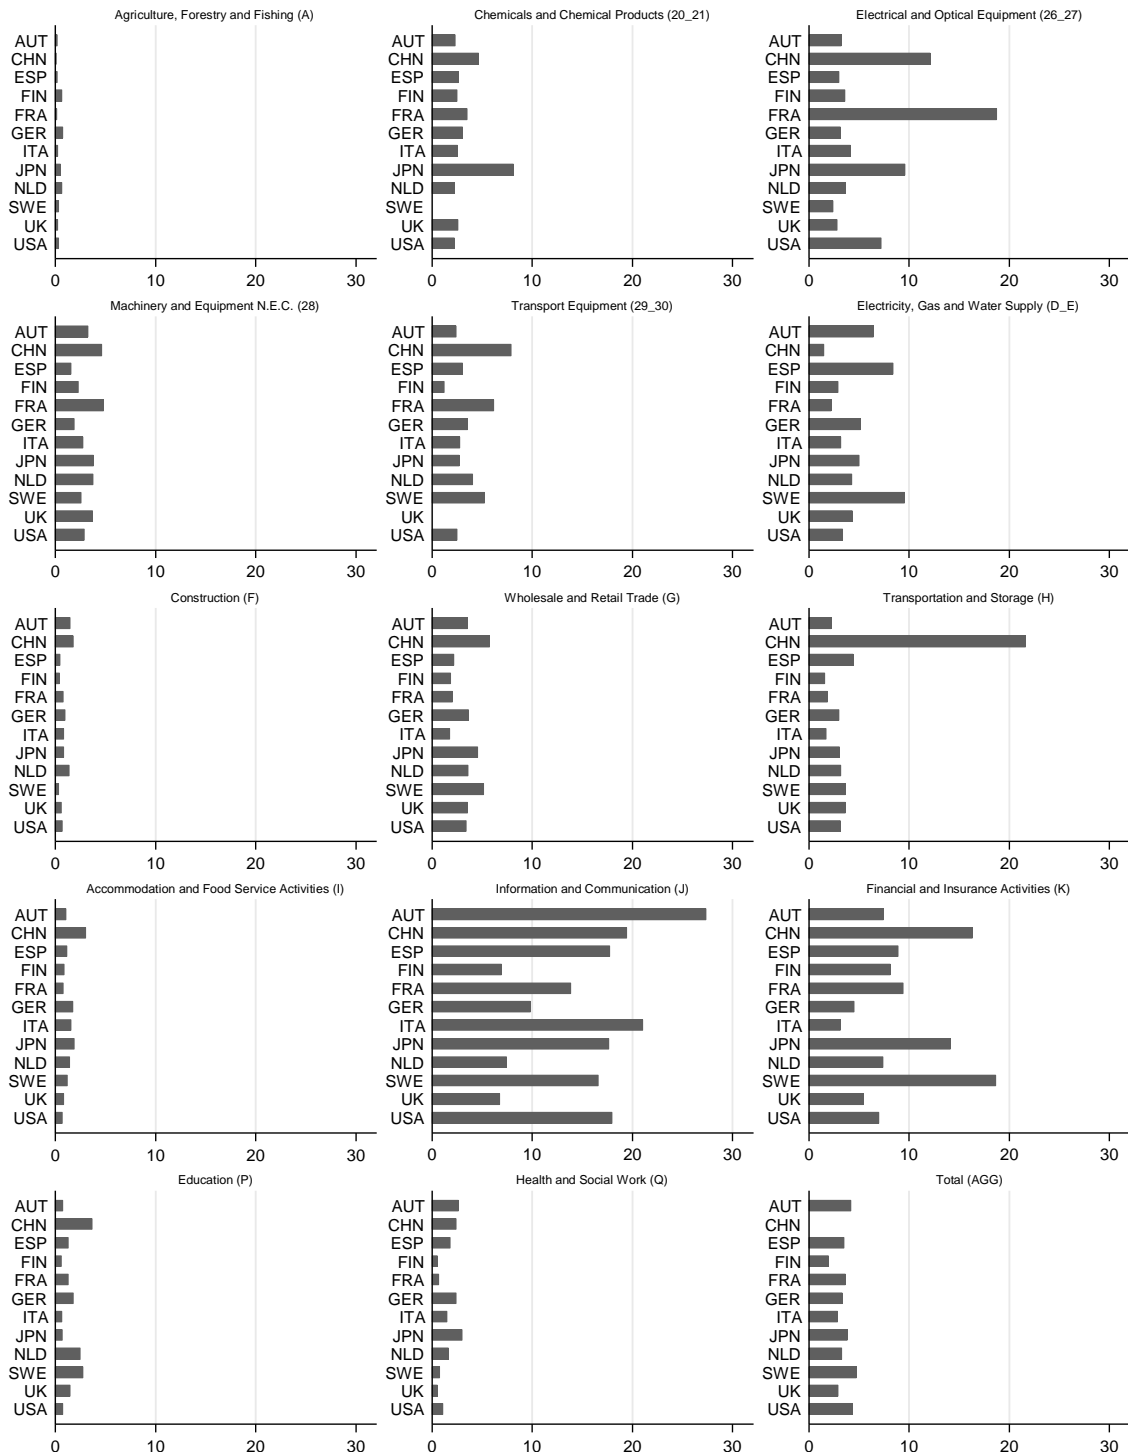 Agriculture, Forestry and Fishing (A)
AUT
CHN
ESP
FIN
FRA
GER
ITA
JPN
NLD
SWE
UK
USA
0 10 20 30
Chemicals and Chemical Products (20_21)
AUT
CHN
ESP
FIN
FRA
GER
ITA
JPN
NLD
SWE
UK
USA
0 10 20 30
Electrical and Optical Equipment (26_27)
AUT
CHN
ESP
FIN
FRA
GER
ITA
JPN
NLD
SWE
UK
USA
0 10 20 30
Machinery and Equipment N.E.C. (28)
AUT
CHN
ESP
FIN
FRA
GER
ITA
JPN
NLD
SWE
UK
USA
0 10 20 30
Transport Equipment (29_30)
AUT
CHN
ESP
FIN
FRA
GER
ITA
JPN
NLD
SWE
UK
USA
0 10 20 30
Electricity, Gas and Water Supply (D_E)
AUT
CHN
ESP
FIN
FRA
GER
ITA
JPN
NLD
SWE
UK
USA
0 10 20 30
Construction (F)
AUT
CHN
ESP
FIN
FRA
GER
ITA
JPN
NLD
SWE
UK
USA
0 10 20 30
Wholesale and Retail Trade (G)
AUT
CHN
ESP
FIN
FRA
GER
ITA
JPN
NLD
SWE
UK
USA
0 10 20 30
Transportation and Storage (H)
AUT
CHN
ESP
FIN
FRA
GER
ITA
JPN
NLD
SWE
UK
USA
0 10 20 30
Accommodation and Food Service Activities (I)
AUT
CHN
ESP
FIN
FRA
GER
ITA
JPN
NLD
SWE
UK
USA
0 10 20 30
Information and Communication (J)
AUT
CHN
ESP
FIN
FRA
GER
ITA
JPN
NLD
SWE
UK
USA
0 10 20 30
Financial and Insurance Activities (K)
AUT
CHN
ESP
FIN
FRA
GER
ITA
JPN
NLD
SWE
UK
USA
0 10 20 30
Education (P)
AUT
CHN
ESP
FIN
FRA
GER
ITA
JPN
NLD
SWE
UK
USA
0 10 20 30
Health and Social Work (Q)
AUT
CHN
ESP
FIN
FRA
GER
ITA
JPN
NLD
SWE
UK
USA
0 10 20 30
Total (AGG)
AUT
CHN
ESP
FIN
FRA
GER
ITA
JPN
NLD
SWE
UK
USA
0 10 20 30